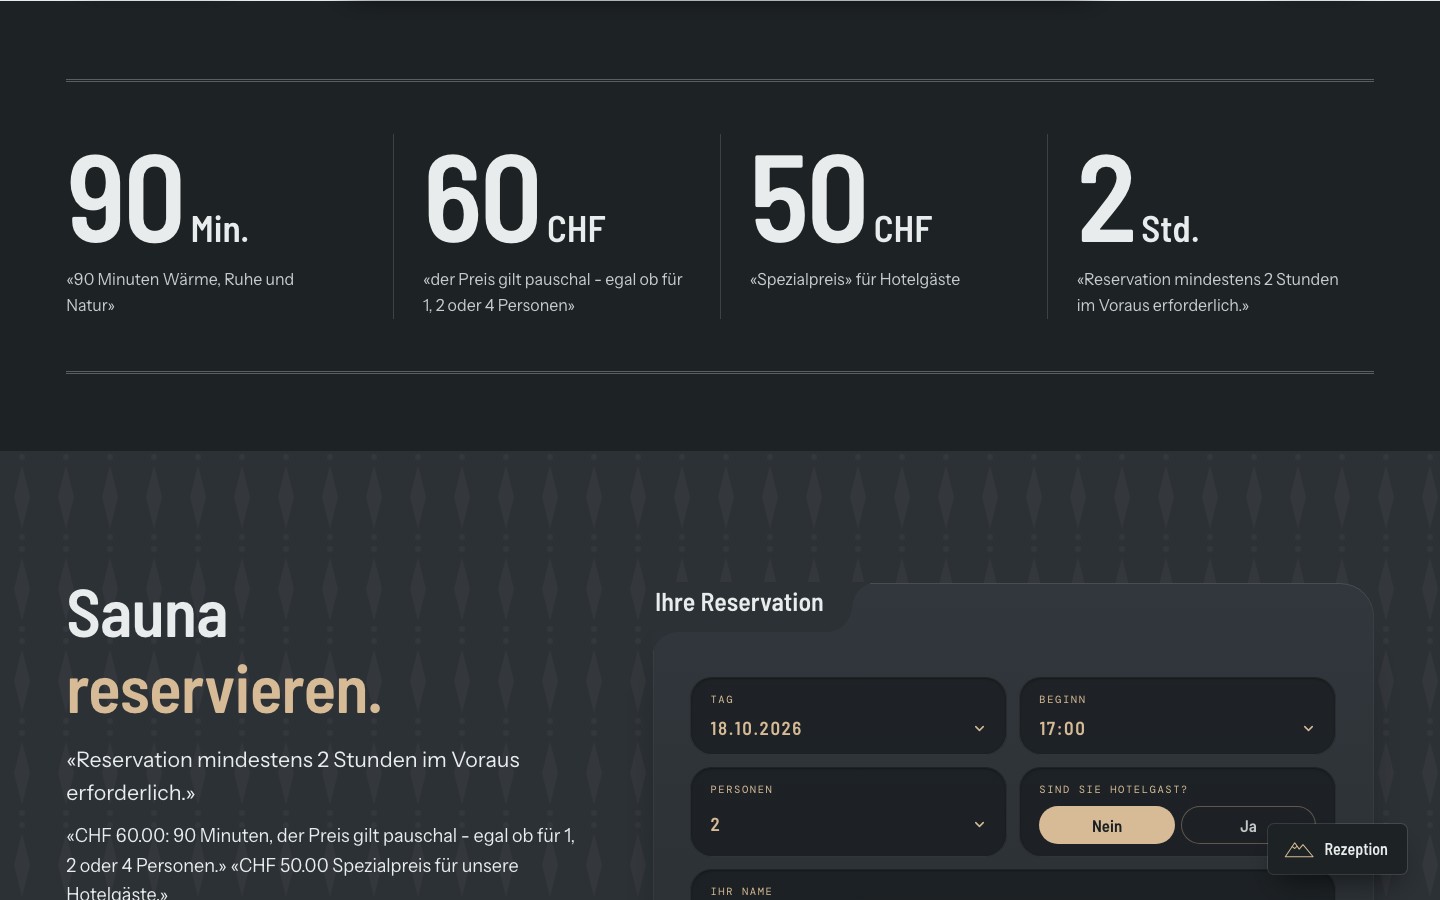 90 Min.
«90 Minuten Wärme, Ruhe und
Natur»
60 CHF
«der Preis gilt pauschal - egal ob für
1, 2 oder 4 Personen»
50 CHF
«Spezialpreis» für Hotelgäste
2 Std.
«Reservation mindestens 2 Stunden
im Voraus erforderlich.»
Sauna
reservieren.
«Reservation mindestens 2 Stunden im Voraus
erforderlich.»
«CHF 60.00: 90 Minuten, der Preis gilt pauschal - egal ob für 1,
2 oder 4 Personen.» «CHF 50.00 Spezialpreis für unsere
Hotelgäste.»
Ihre Reservation
TAG
18.10.2026
BEGINN
17:00
PERSONEN
2
SIND SIE HOTELGAST?
Nein
Ja
IHR NAME
Rezeption